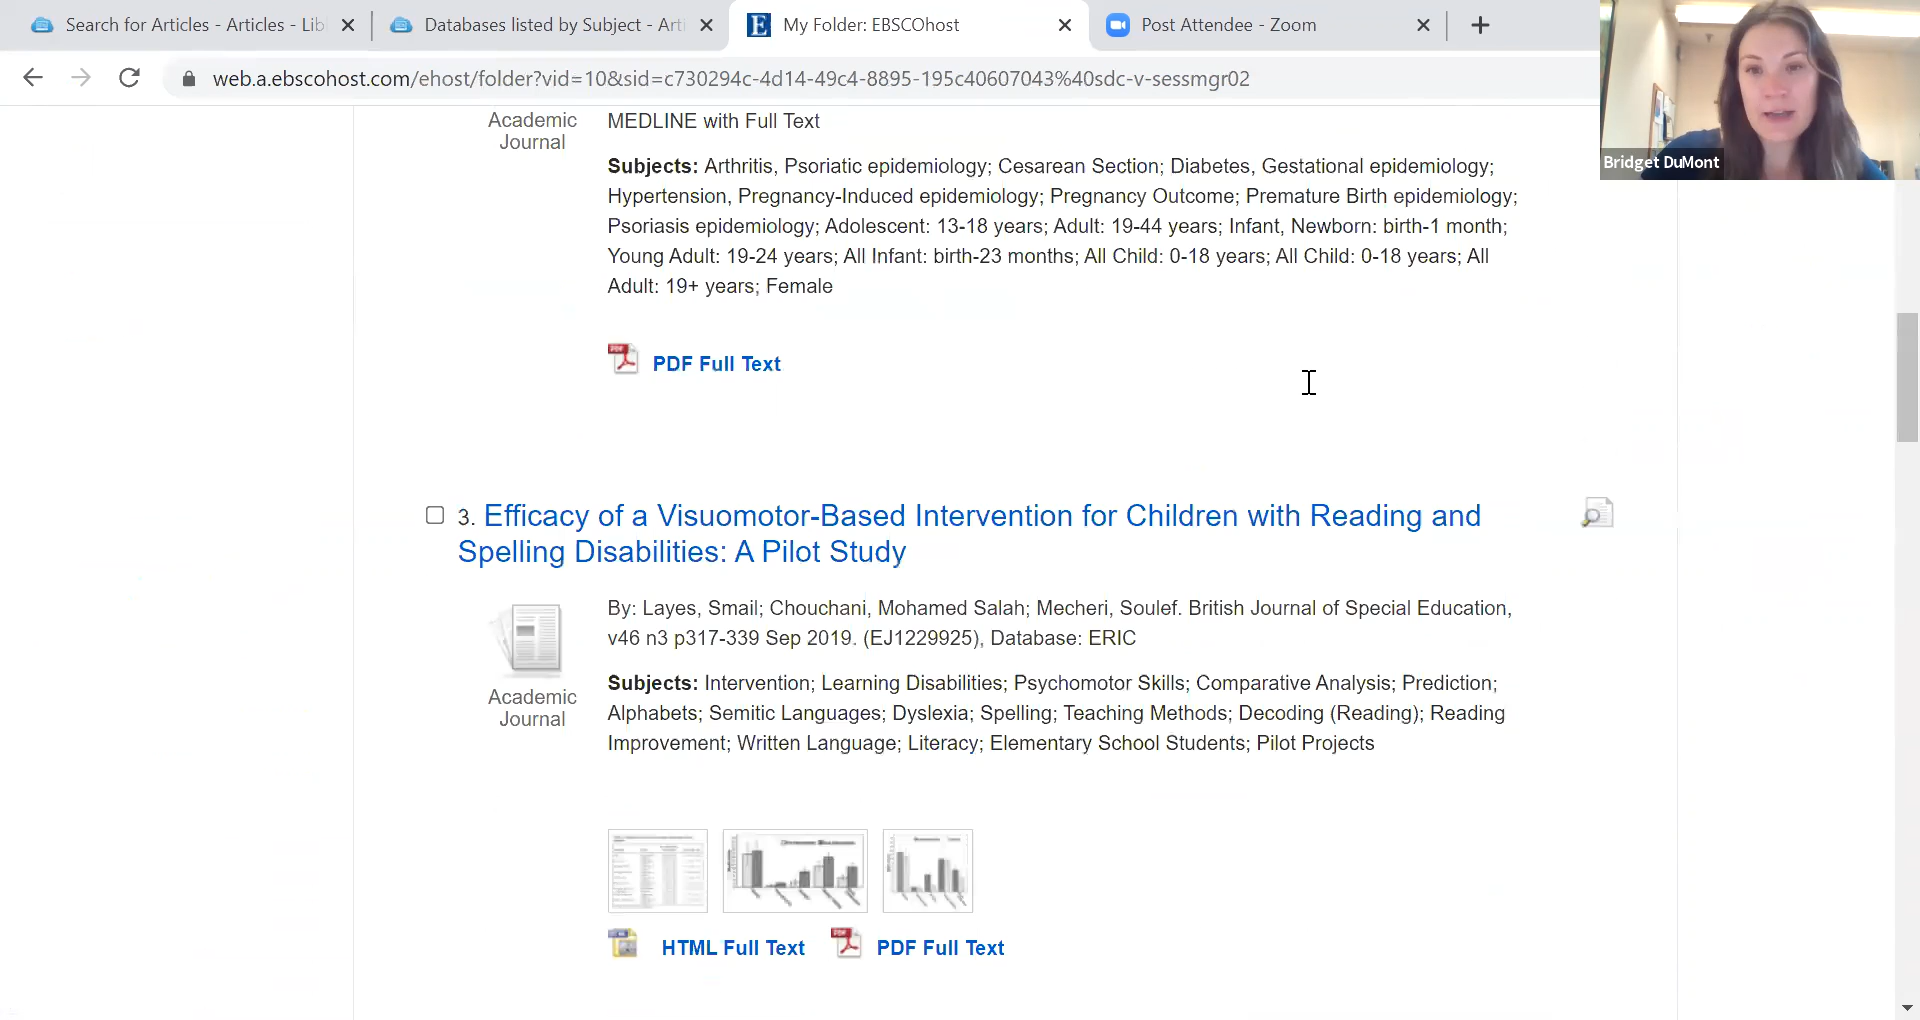 Search for Articles - Articles - Lib
Databases listed by Subject - Arti
My Folder: EBSCOhost
Post Attendee - Zoom
web.a.ebscohost.com/ehost/folder?vid=10&sid=c730294c-4d14-49c4-8895-195c40607043%40sdc-v-sessmgr02
Bridget DuMont
Academic
Journal
MEDLINE with Full Text
Subjects: Arthritis, Psoriatic epidemiology; Cesarean Section; Diabetes, Gestational epidemiology;
Hypertension, Pregnancy-Induced epidemiology; Pregnancy Outcome; Premature Birth epidemiology;
Psoriasis epidemiology; Adolescent: 13-18 years; Adult: 19-44 years; Infant, Newborn: birth-1 month;
Young Adult: 19-24 years; All Infant: birth-23 months; All Child: 0-18 years; All Child: 0-18 years; All
Adult: 19+ years; Female
PDF Full Text
3. Efficacy of a Visuomotor-Based Intervention for Children with Reading and
Spelling Disabilities: A Pilot Study
By: Layes, Smail; Chouchani, Mohamed Salah; Mecheri, Soulef. British Journal of Special Education,
v46 n3 p317-339 Sep 2019. (EJ1229925), Database: ERIC
Academic
Journal
Subjects: Intervention; Learning Disabilities; Psychomotor Skills; Comparative Analysis; Prediction;
Alphabets; Semitic Languages; Dyslexia; Spelling; Teaching Methods; Decoding (Reading); Reading
Improvement; Written Language; Literacy; Elementary School Students; Pilot Projects
HTML Full Text
PDF Full Text